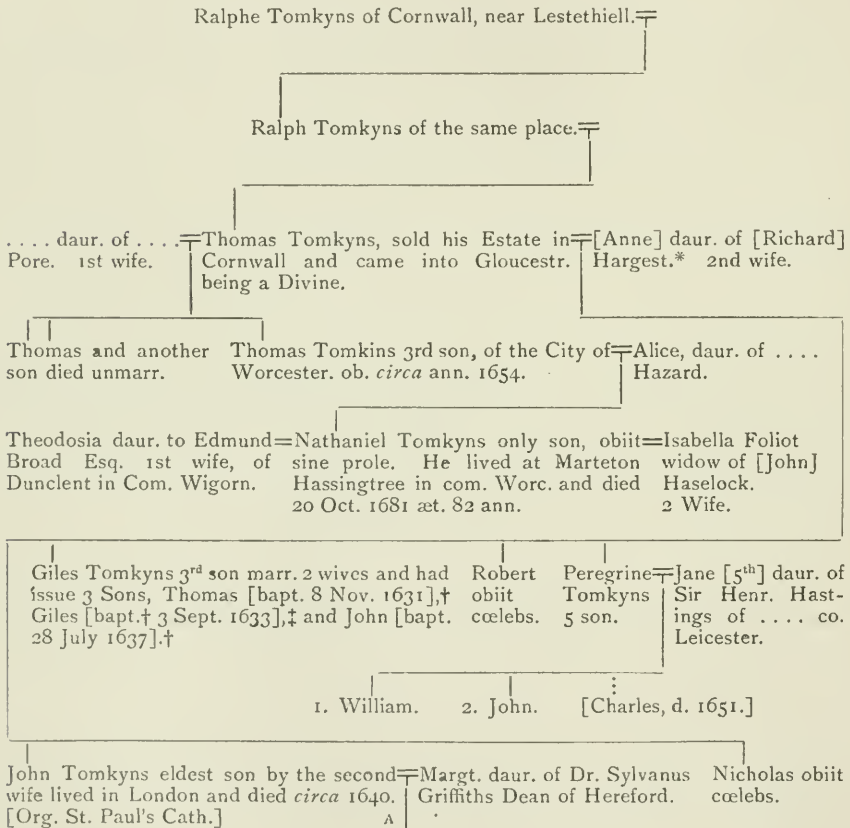 Ralphe Tomkyns of Cornwall, near Lestethiell.
Ralph Tomkyns of the same place.
. . . . daur. of . . . .
Pore. 1st wife.
Thomas Tomkyns, sold his Estate in
Cornwall and came into Gloucestr.
being a Divine.
[Anne] daur. of [Richard]
Hargest.* 2nd wife.
Thomas and another
son died unmarr.
Thomas Tomkins 3rd son, of the City of
Worcester. ob. circa ann. 1654.
Alice, daur. of . . . .
Hazard.
Theodosia daur. to Edmund
Broad Esq. 1st wife, of
Dunclent in Com. Wigorn.
Nathaniel Tomkyns only son, obiit
sine prole. He lived at Marteton
Hassingtree in com. Worc. and died
20 Oct. 1681 æt. 82 ann.
Isabella Foliot
widow of [John]
Haselock.
2 Wife.
Giles Tomkyns 3rd son marr. 2 wives and had
issue 3 Sons, Thomas [bapt. 8 Nov. 1631],†
Giles [bapt.† 3 Sept. 1633],‡ and John [bapt.
28 July 1637].†
Robert
obiit
cœlebs.
Peregrine
Tomkyns
5 son.
Jane [5th] daur. of
Sir Henr. Hast-
ings of . . . . co.
Leicester.
1. William.
2. John.
[Charles, d. 1651.]
John Tomkyns eldest son by the second
wife lived in London and died circa 1640.
[Org. St. Paul's Cath.]
A
Margt. daur. of Dr. Sylvanus
Griffiths Dean of Hereford.
Nicholas obiit
cœlebs.